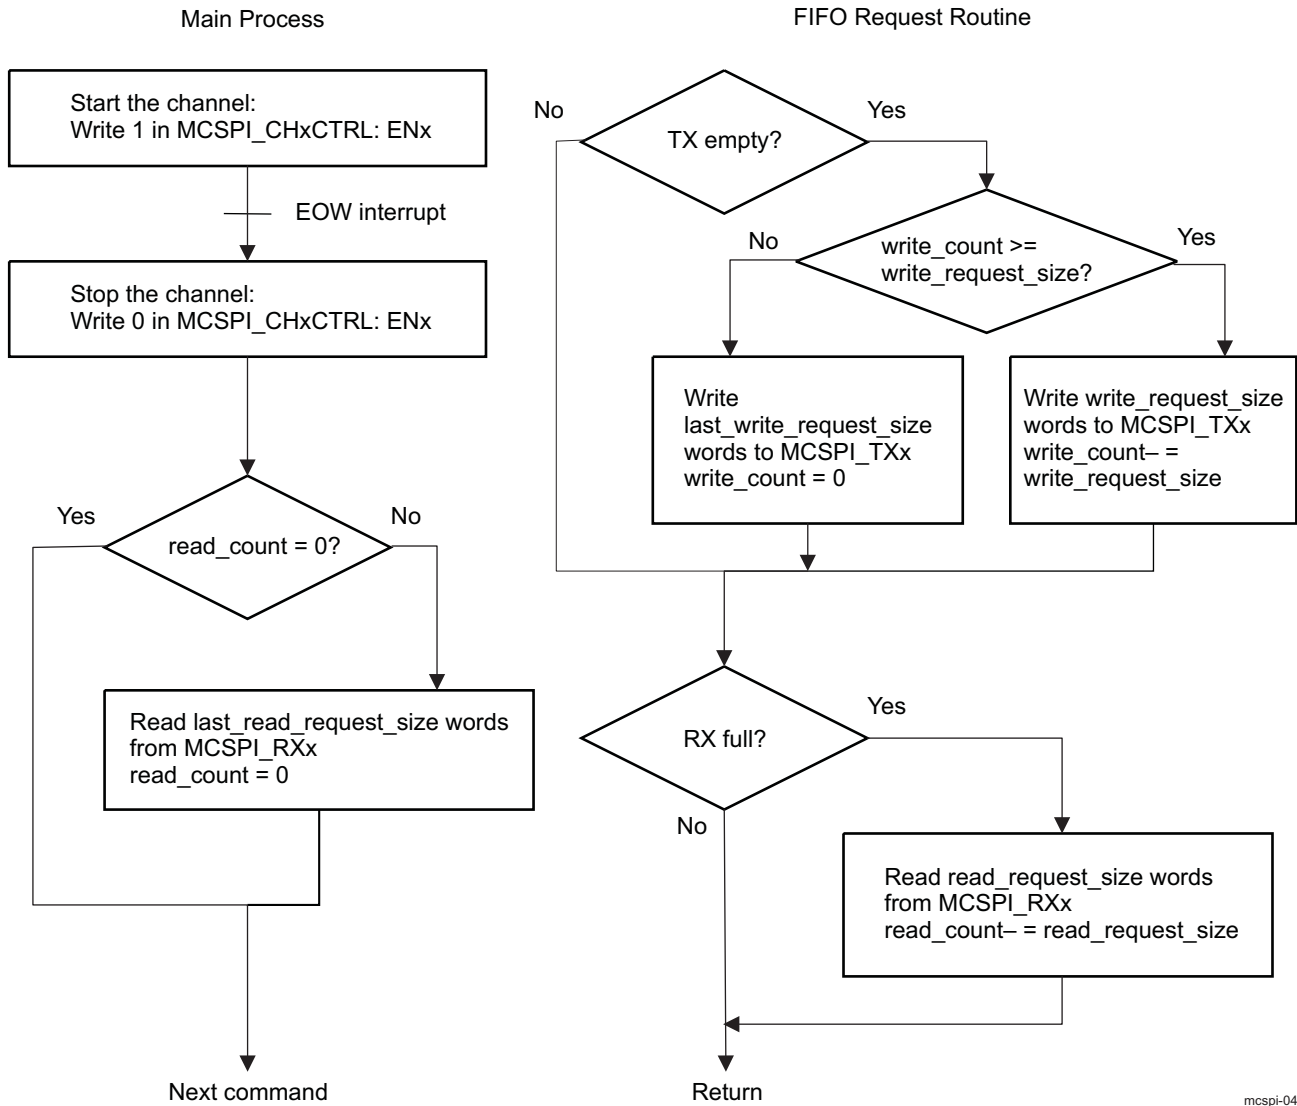 Main Process
FIFO Request Routine
Start the channel:
Write 1 in MCSPI_CHxCTRL: ENx
EOW interrupt
Stop the channel:
Write 0 in MCSPI_CHxCTRL: ENx
Yes
No
read_count = 0?
Read last_read_request_size words
from MCSPI_RXx
read_count = 0
Next command
No
Yes
TX empty?
No
Yes
write_count >=
write_request_size?
Write
last_write_request_size
words to MCSPI_TXx
write_count = 0
Write write_request_size
words to MCSPI_TXx
write_count– =
write_request_size
Yes
RX full?
No
Read read_request_size words
from MCSPI_RXx
read_count– = read_request_size
Return
mcspi-04